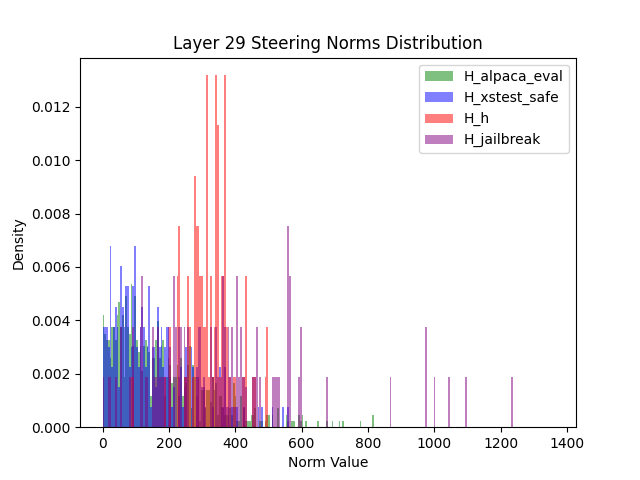 Layer 29 Steering Norms Distribution
H_alpaca_eval
H_xstest_safe
H_h
H_jailbreak
0.012
0.010
0.008
0.006
0.004
0.002
0.000
Density
0 200 400 600 800 1000 1200 1400
Norm Value